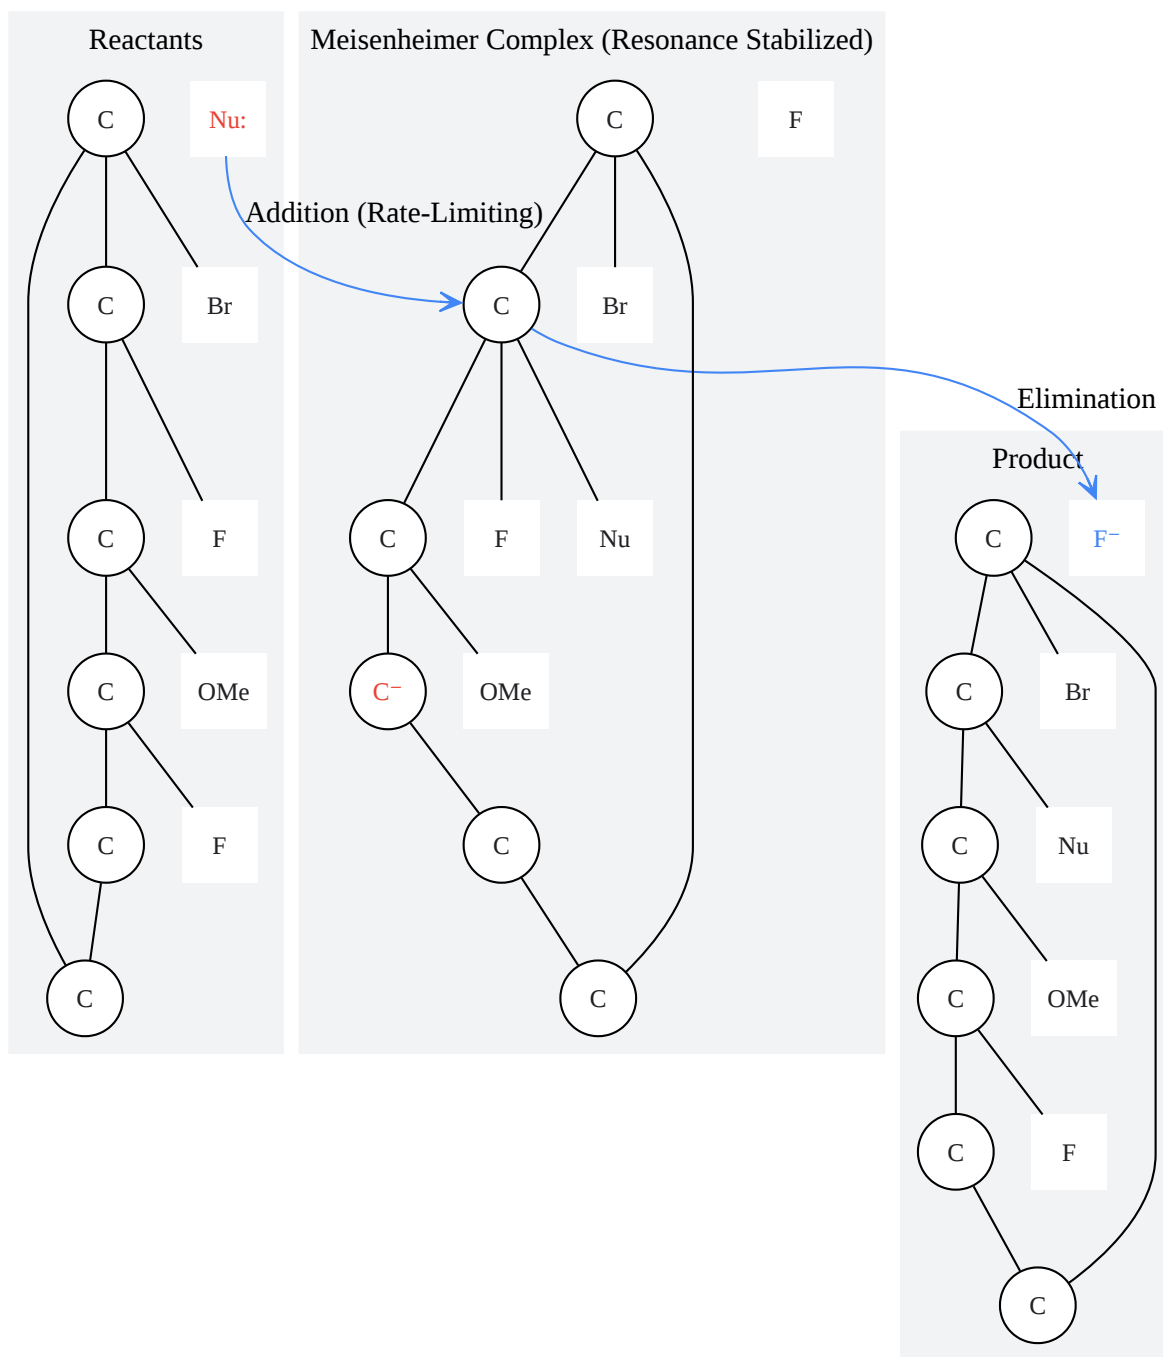 Reactants
C
Nu:
C
Br
C
F
C
OMe
C
F
C
Addition (Rate-Limiting)
Meisenheimer Complex (Resonance Stabilized)
C
F
C
Br
C
F
Nu
C⁻
OMe
C
C
Elimination
Product
C
F⁻
C
Br
C
Nu
C
OMe
C
F
C